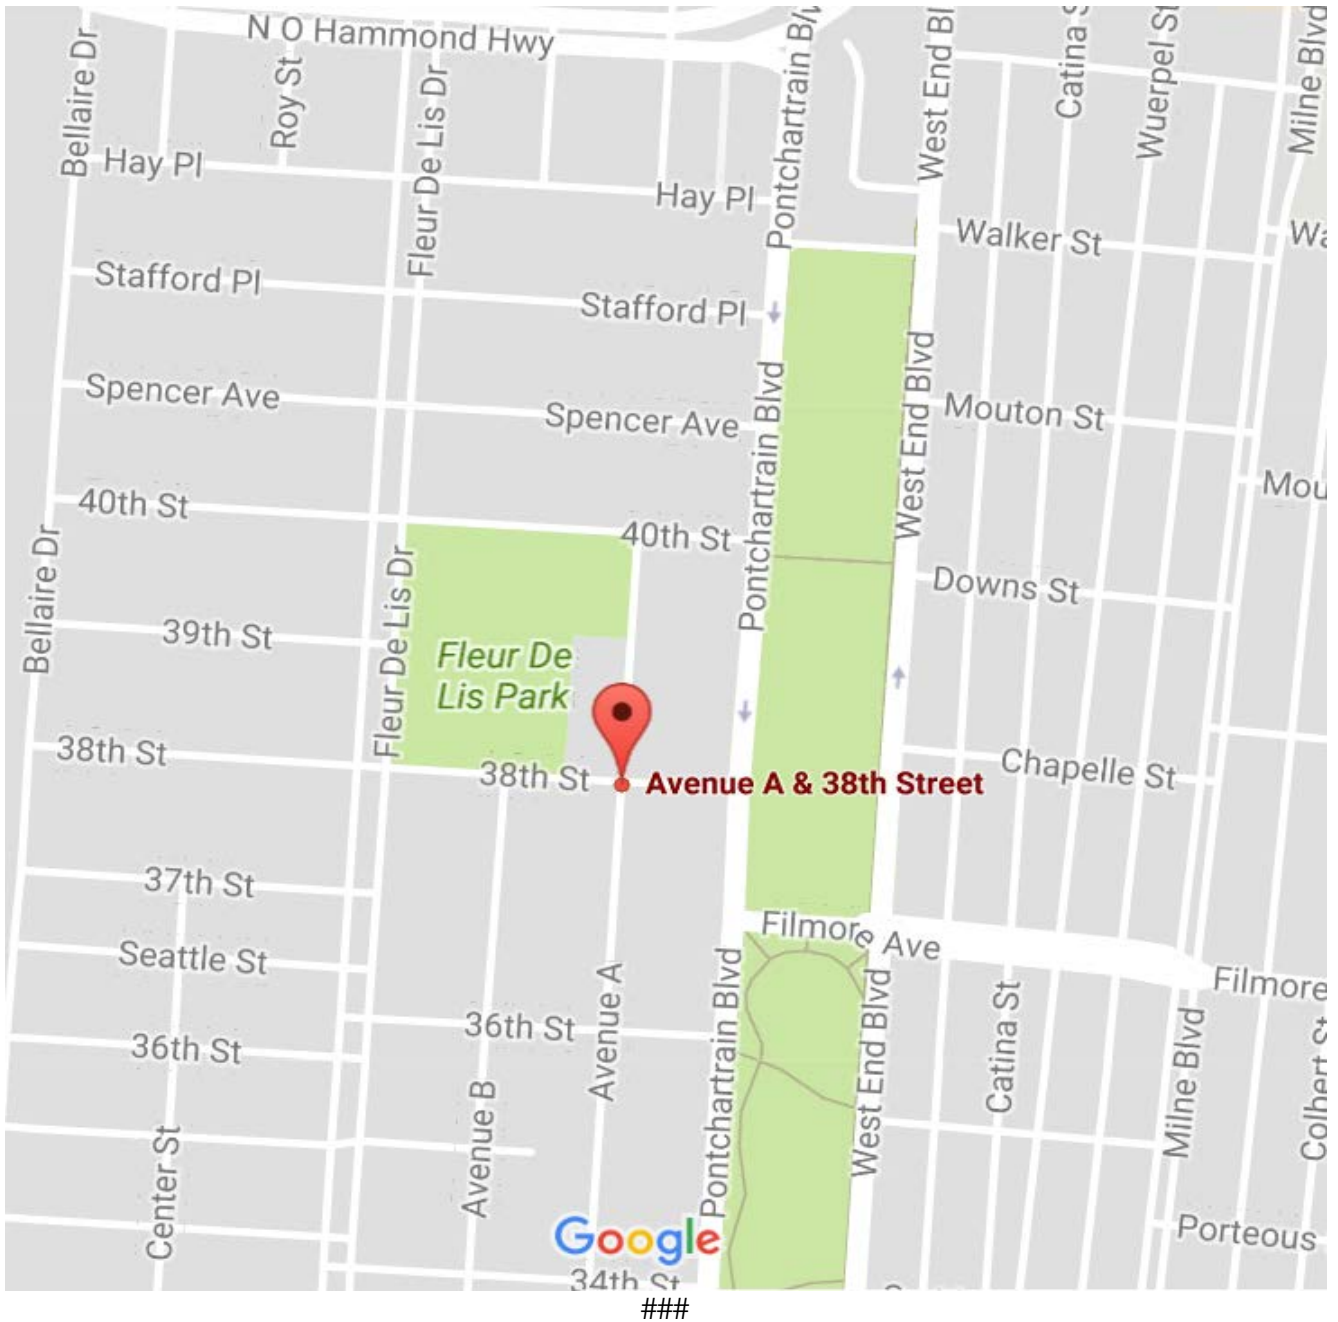 N O Hammond Hwy
Bellaire Dr
Roy St
Fleur De Lis Dr
Pontchartrain Blv
West End Bl
Catina S
Wuerpel St
Milne Blvd
Hay Pl
Hay Pl
Walker St
Wa
Stafford Pl
Stafford Pl
Spencer Ave
Spencer Ave
Pontchartrain Blvd
West End Blvd
Mouton St
Mou
40th St
40th St
Bellaire Dr
Fleur De Lis Dr
Downs St
39th St
Fleur De
Lis Park
38th St
38th St
Avenue A & 38th Street
Chapelle St
37th St
Filmore Ave
Filmore
Seattle St
Pontchartrain Blvd
West End Blvd
Avenue A
Catina St
Milne Blvd
Colbert St
36th St
36th St
Avenue B
Center St
Porteous
Google
34th St
###